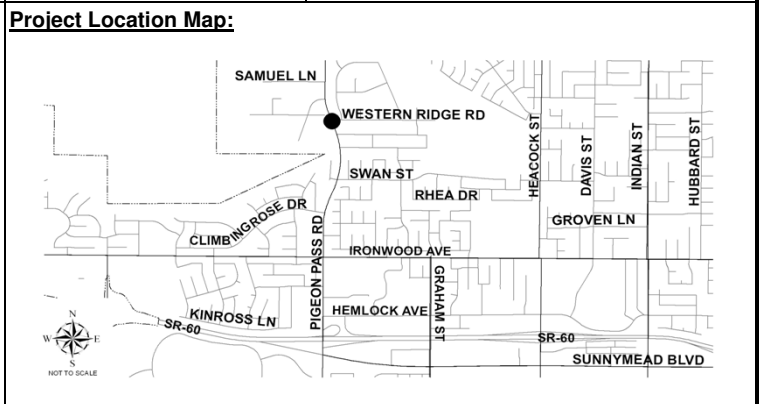 Project Location Map:
SAMUEL LN
WESTERN RIDGE RD
SWAN ST
RHEA DR
HEACOCK ST
DAVIS ST
INDIAN ST
HUBBARD ST
GROVEN LN
CLIMBINGROSE DR
PIGEON PASS RD
IRONWOOD AVE
GRAHAM ST
HEMLOCK AVE
KINROSS LN
SR-60
SR-60
SUNNYMEAD BLVD
N
W E
S
NOT TO SCALE